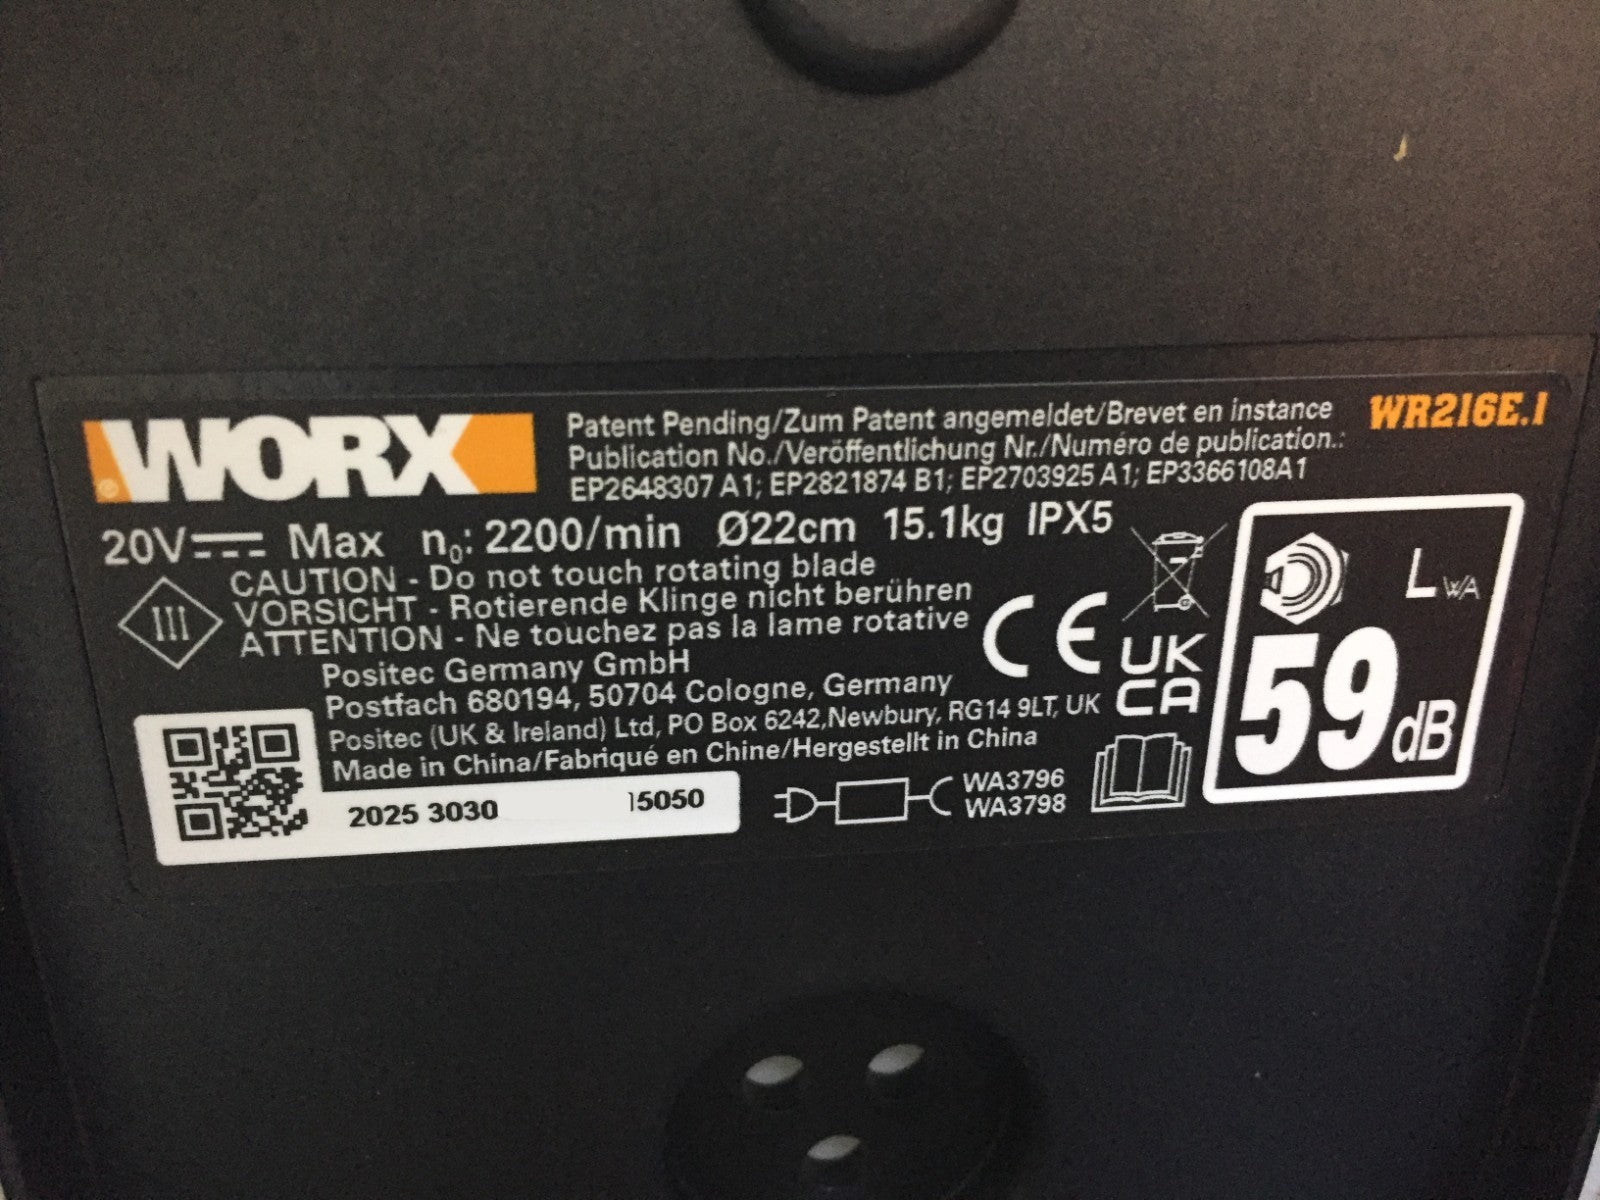 WORX
Patent Pending/Zum Patent angemeldet/Brevet en instance
WR216E.1
Publication No./Veröffentlichung Nr./Numéro de publication.:
EP2648307 A1; EP2821874 B1; EP2703925 A1; EP3366108A1
20V Max n0: 2200/min Ø22cm 15.1kg IPX5
CAUTION - Do not touch rotating blade
VORSICHT - Rotierende Klinge nicht berühren
ATTENTION - Ne touchez pas la lame rotative
III
CE
UK
CA
LWA
59dB
Positec Germany GmbH
Postfach 680194, 50704 Cologne, Germany
Positec (UK & Ireland) Ltd, PO Box 6242,Newbury, RG14 9LT, UK
Made in China/Fabriqué en Chine/Hergestellt in China
2025 3030 15050
WA3796
WA3798